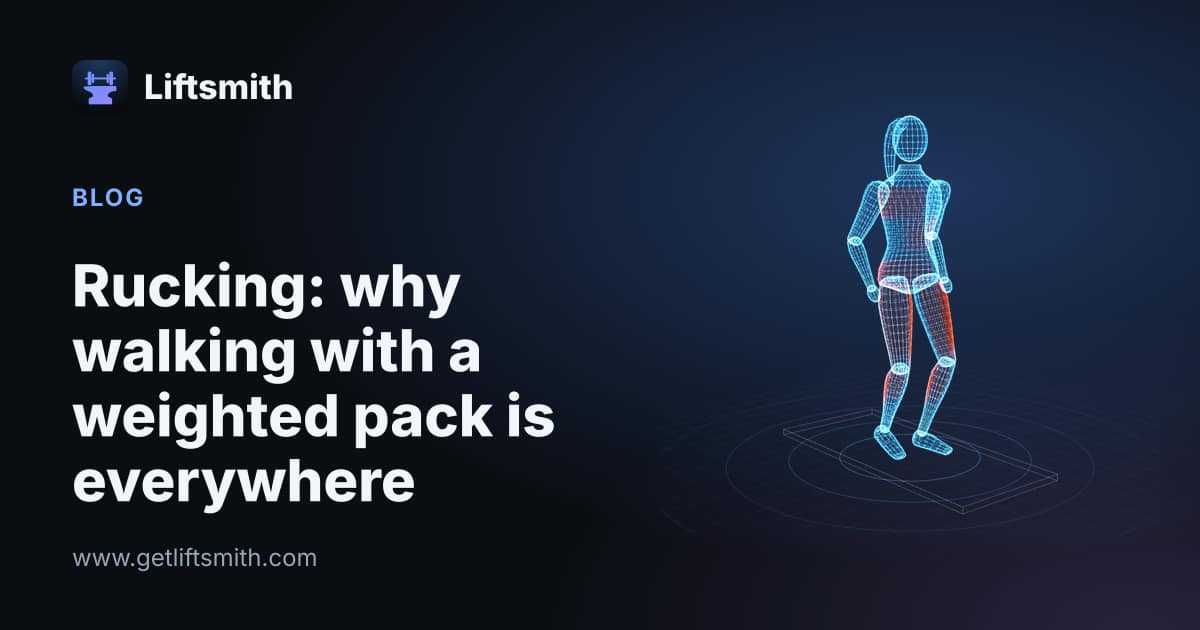 Liftsmith
BLOG
Rucking: why
walking with a
weighted pack is
everywhere
www.getliftsmith.com